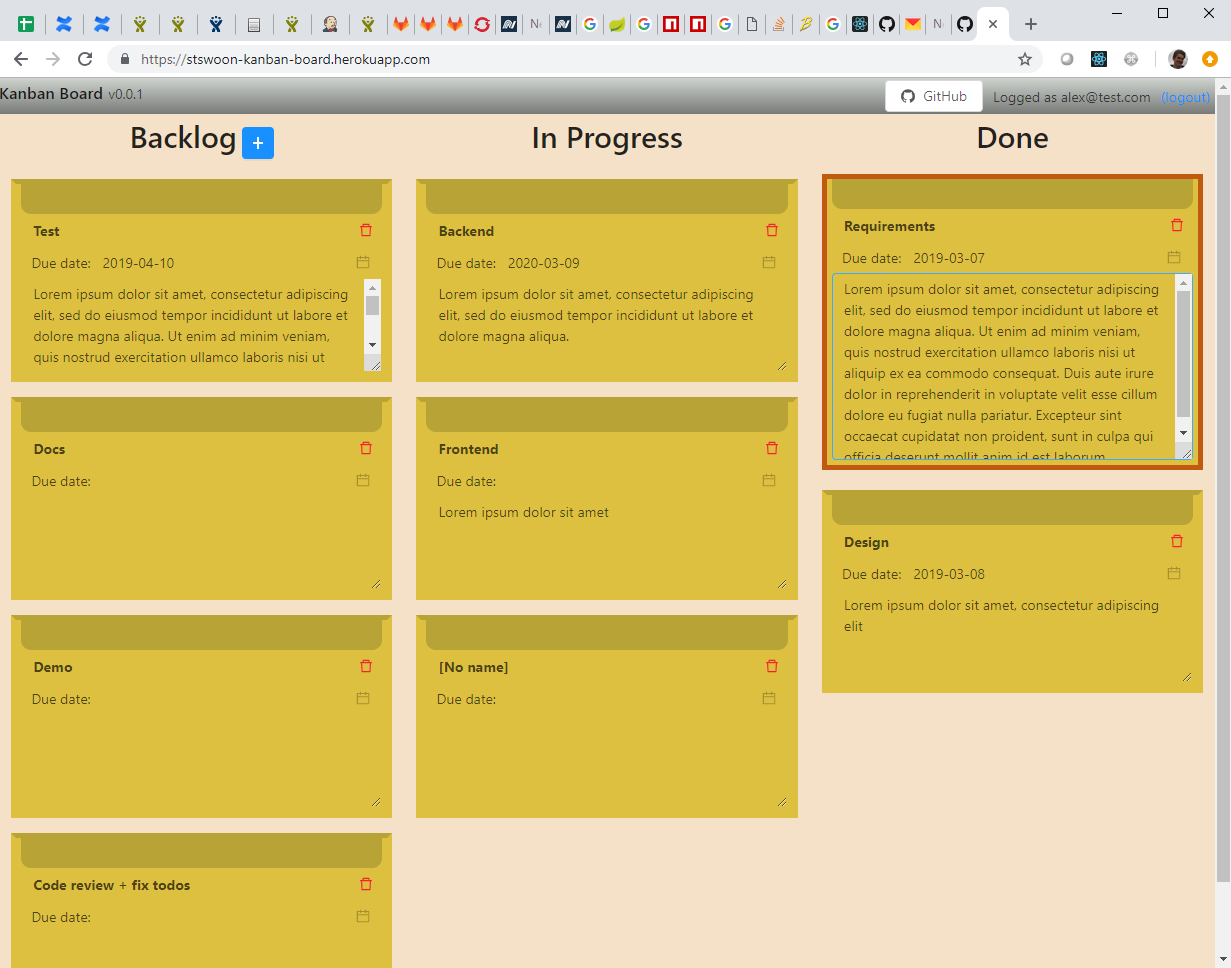 https://stswoon-kanban-board.herokuapp.com
Kanban Board v0.0.1
GitHub
Logged as alex@test.com (logout)
Backlog +
Test
Due date: 2019-04-10
Lorem ipsum dolor sit amet, consectetur adipiscing
elit, sed do eiusmod tempor incididunt ut labore et
dolore magna aliqua. Ut enim ad minim veniam,
quis nostrud exercitation ullamco laboris nisi ut
Docs
Due date:
Demo
Due date:
Code review + fix todos
Due date:
In Progress
Backend
Due date: 2020-03-09
Lorem ipsum dolor sit amet, consectetur adipiscing
elit, sed do eiusmod tempor incididunt ut labore et
dolore magna aliqua.
Frontend
Due date:
Lorem ipsum dolor sit amet
[No name]
Due date:
Done
Requirements
Due date: 2019-03-07
Lorem ipsum dolor sit amet, consectetur adipiscing
elit, sed do eiusmod tempor incididunt ut labore et
dolore magna aliqua. Ut enim ad minim veniam,
quis nostrud exercitation ullamco laboris nisi ut
aliquip ex ea commodo consequat. Duis aute irure
dolor in reprehenderit in voluptate velit esse cillum
dolore eu fugiat nulla pariatur. Excepteur sint
occaecat cupidatat non proident, sunt in culpa qui
officia deserunt mollit anim id est laborum
Design
Due date: 2019-03-08
Lorem ipsum dolor sit amet, consectetur adipiscing
elit